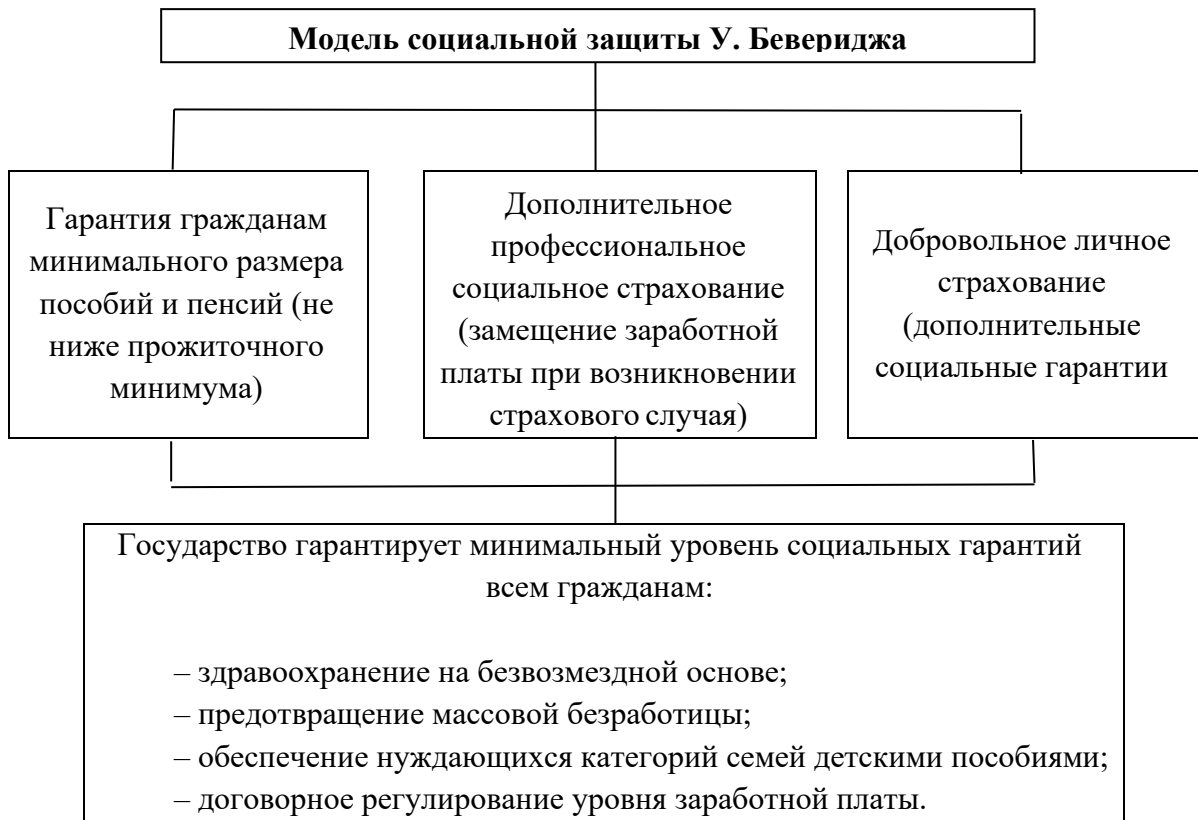 Модель социальной защиты У. Бевериджа
Гарантия гражданам
минимального размера
пособий и пенсий (не
ниже прожиточного
минимума)
Дополнительное
профессиональное
социальное страхование
(замещение заработной
платы при возникновении
страхового случая)
Добровольное личное
страхование
(дополнительные
социальные гарантии
Государство гарантирует минимальный уровень социальных гарантий
всем гражданам:
– здравоохранение на безвозмездной основе;
– предотвращение массовой безработицы;
– обеспечение нуждающихся категорий семей детскими пособиями;
– договорное регулирование уровня заработной платы.